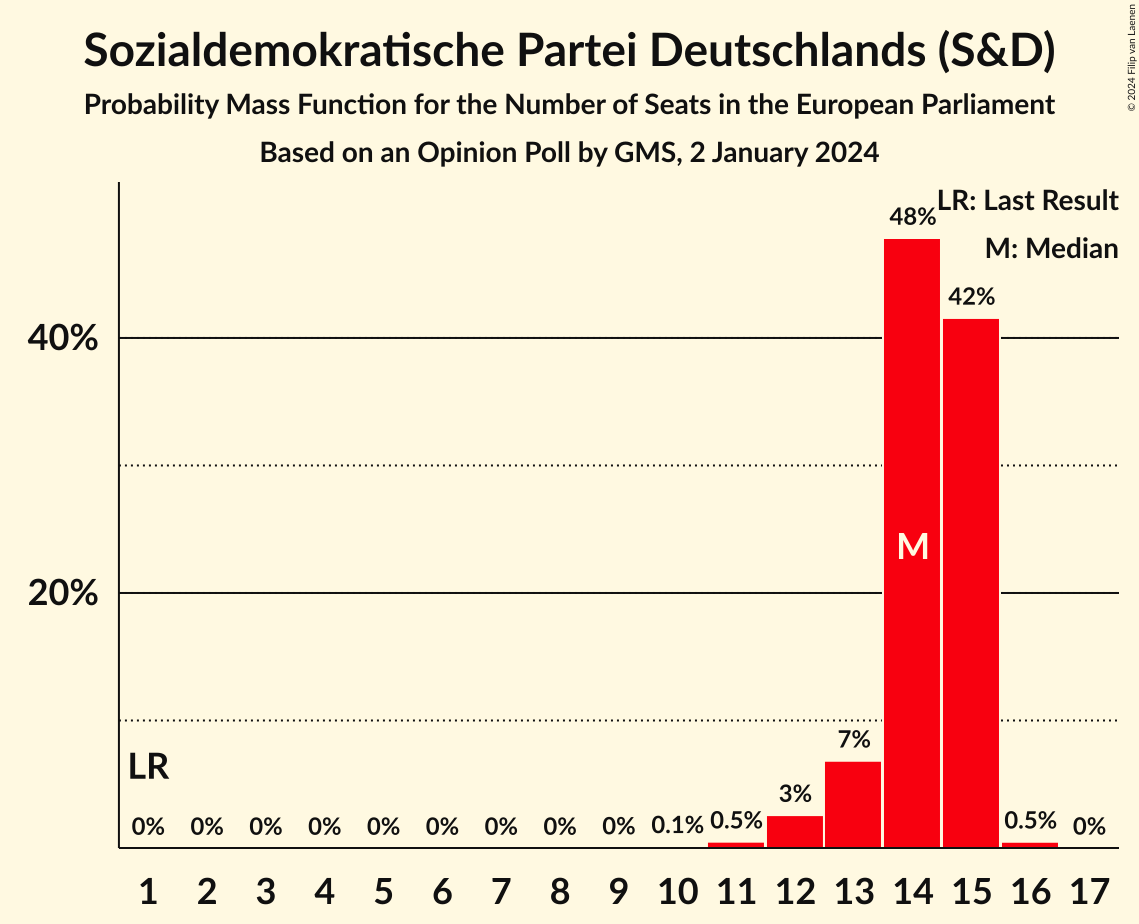 Sozialdemokratische Partei Deutschlands (S&D)
Probability Mass Function for the Number of Seats in the European Parliament
Based on an Opinion Poll by GMS, 2 January 2024
© 2024 Filip van Laenen
LR: Last Result
M: Median
48%
42%
40%
M
20%
7%
LR
3%
0% 0% 0% 0% 0% 0% 0% 0% 0% 0.1% 0.5% 0.5% 0%
1 2 3 4 5 6 7 8 9 10 11 12 13 14 15 16 17